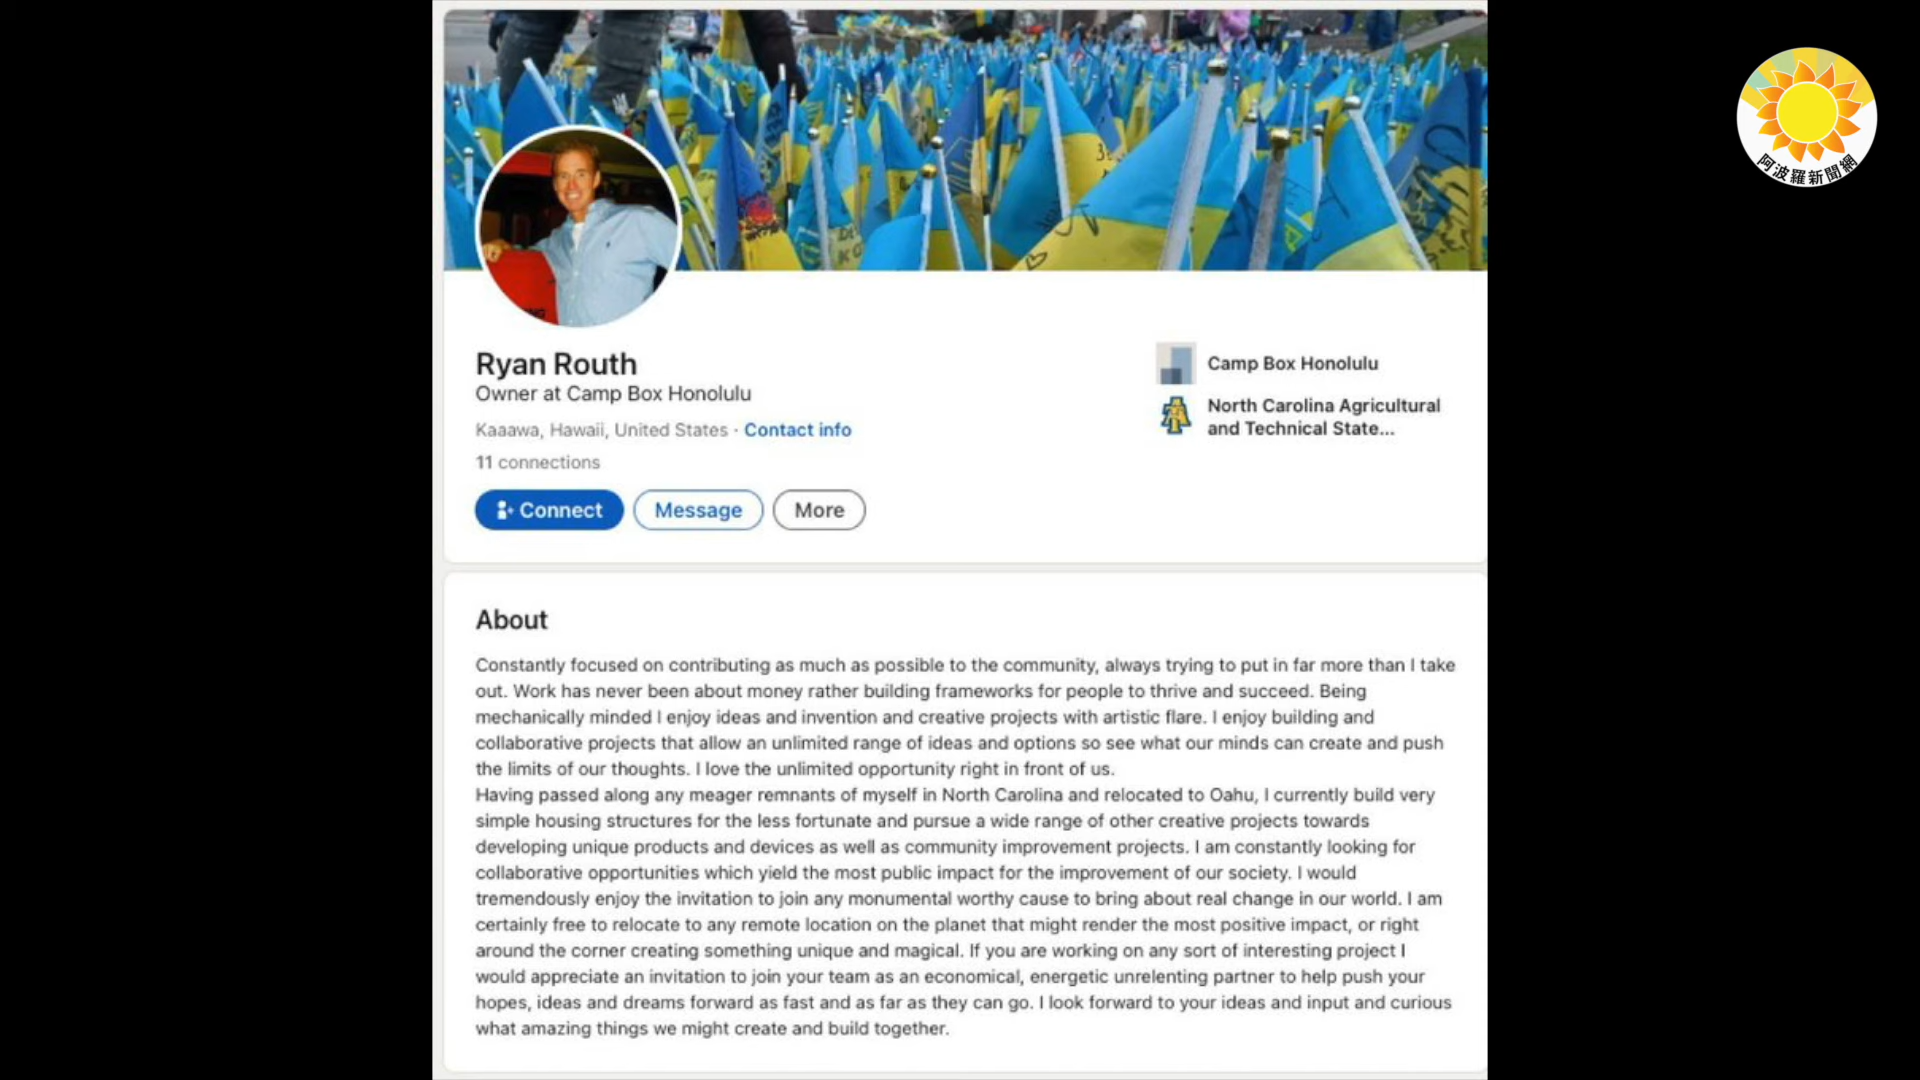 Ryan Routh
Owner at Camp Box Honolulu
Kaaawa, Hawaii, United States · Contact info
11 connections
Connect
Message
More
Camp Box Honolulu
North Carolina Agricultural
and Technical State...
About
Constantly focused on contributing as much as possible to the community, always trying to put in far more than I take
out. Work has never been about money rather building frameworks for people to thrive and succeed. Being
mechanically minded I enjoy ideas and invention and creative projects with artistic flare. I enjoy building and
collaborative projects that allow an unlimited range of ideas and options so see what our minds can create and push
the limits of our thoughts. I love the unlimited opportunity right in front of us.
Having passed along any meager remnants of myself in North Carolina and relocated to Oahu, I currently build very
simple housing structures for the less fortunate and pursue a wide range of other creative projects towards
developing unique products and devices as well as community improvement projects. I am constantly looking for
collaborative opportunities which yield the most public impact for the improvement of our society. I would
tremendously enjoy the invitation to join any monumental worthy cause to bring about real change in our world. I am
certainly free to relocate to any remote location on the planet that might render the most positive impact, or right
around the corner creating something unique and magical. If you are working on any sort of interesting project I
would appreciate an invitation to join your team as an economical, energetic unrelenting partner to help push your
hopes, ideas and dreams forward as fast and as far as they can go. I look forward to your ideas and input and curious
what amazing things we might create and build together.
阿波羅新聞網